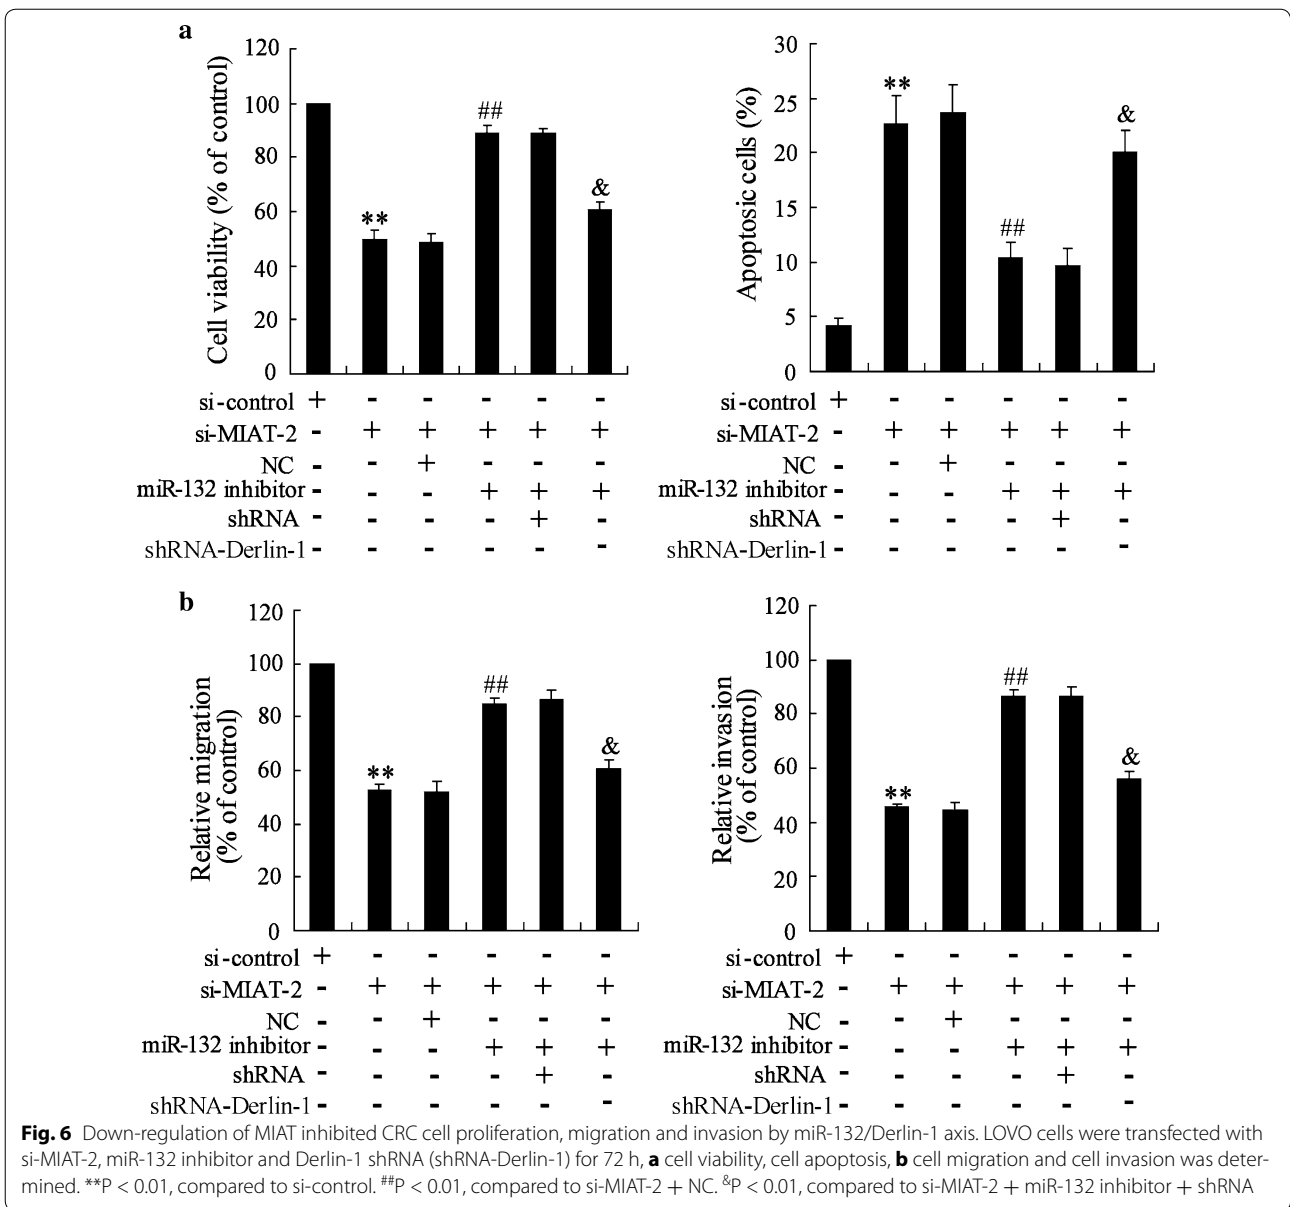 a
120
100
80
60
40
20
0
Cell viability (% of control)
**
##
&
si-control + - - - - -
si-MIAT-2 - + + + + +
NC - - + - - -
miR-132 inhibitor - - - + + +
shRNA - - - - + -
shRNA-Derlin-1 - - - - - -
30
25
20
15
10
5
0
Apoptosic cells (%)
**
##
&
si-control + - - - - -
si-MIAT-2 - + + + + +
NC - - + - - -
miR-132 inhibitor - - - + + +
shRNA - - - - + -
shRNA-Derlin-1 - - - - - -
b
120
100
80
60
40
20
0
Relative migration
(% of control)
**
##
&
si-control + - - - - -
si-MIAT-2 - + + + + +
NC - - + - - -
miR-132 inhibitor - - - + + +
shRNA - - - - + -
shRNA-Derlin-1 - - - - - -
120
100
80
60
40
20
0
Relative invasion
(% of control)
**
##
&
si-control + - - - - -
si-MIAT-2 - + + + + +
NC - - + - - -
miR-132 inhibitor - - - + + +
shRNA - - - - + -
shRNA-Derlin-1 - - - - - -
Fig. 6 Down-regulation of MIAT inhibited CRC cell proliferation, migration and invasion by miR-132/Derlin-1 axis. LOVO cells were transfected with
si-MIAT-2, miR-132 inhibitor and Derlin-1 shRNA (shRNA-Derlin-1) for 72 h, a cell viability, cell apoptosis, b cell migration and cell invasion was deter-
mined. **P < 0.01, compared to si-control. ##P < 0.01, compared to si-MIAT-2 + NC. &P < 0.01, compared to si-MIAT-2 + miR-132 inhibitor + shRNA